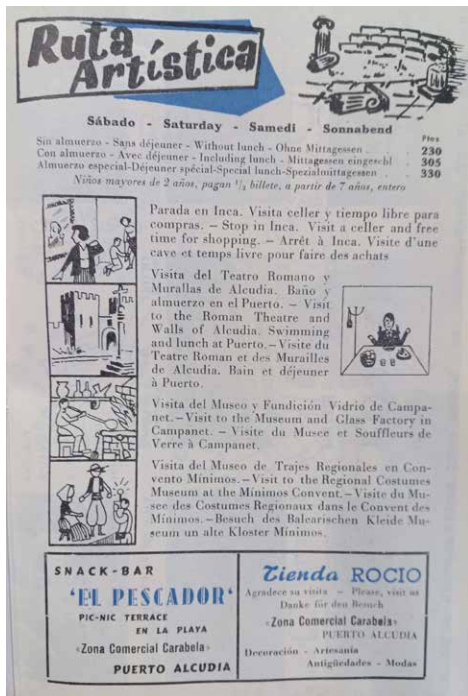 Ruta
Artística
Sábado - Saturday - Samedi - Sonnabend
Ptas
Sin almuerzo - Sans déjeuner - Without lunch - Ohne Mittagessen . 230
Con almuerzo - Avec déjeuner - Including lunch - Mittagessen eingeschl . 305
Almuerzo especial-Déjeuner spécial-Special lunch-Spezialmittagessen . 330
Niños mayores de 2 años, pagan ½ billete, a partir de 7 años, entero
Parada en Inca. Visita celler y tiempo libre para
compras. – Stop in Inca. Visit a celler and free
time for shopping. – Arrêt à Inca. Visite d'une
cave et temps livre pour faire des achats
Visita del Teatro Romano y
Murallas de Alcudia. Baño y
almuerzo en el Puerto. – Visit
to the Roman Theatre and
Walls of Alcudia. Swimming
and lunch at Puerto.–Visite du
Teatre Roman et des Murailles
de Alcudia. Bain et déjeuner
à Puerto.
Visita del Museo y Fundición Vidrio de Campa-
net.–Visit to the Museum and Glass Factory in
Campanet. – Visite du Musee et Souffleurs de
Verre à Campanet.
Visita del Museo de Trajes Regionales en Con-
vento Mínimos.–Visit to the Regional Costumes
Museum at the Mínimos Convent.–Visite du Mu-
see des Costumes Regionaux dans le Convent des
Mínimos.–Besuch des Balearischen Kleide Mu-
seum un alte Kloster Mínimos.
SNACK-BAR
'EL PESCADOR'
PIC-NIC TERRACE
EN LA PLAYA
«Zona Comercial Carabela»
PUERTO ALCUDIA
Tienda ROCIO
Agradece su visita – Please, visit us
Danke für den Besuch
«Zona Comercial Carabela»
PUERTO ALCUDIA
Decoración - Artesanía
Antigüedades - Modas